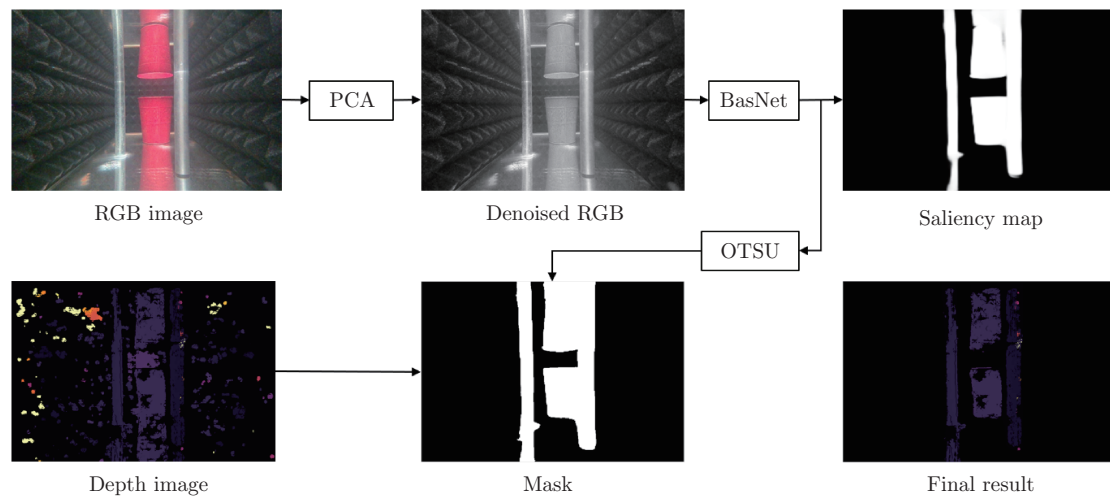 PCA
BasNet
RGB image
Denoised RGB
Saliency map
OTSU
Depth image
Mask
Final result